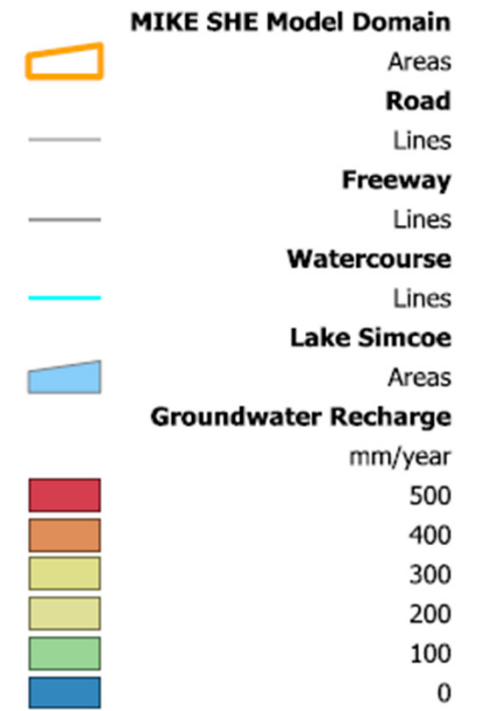 MIKE SHE Model Domain
Areas
Road
Lines
Freeway
Lines
Watercourse
Lines
Lake Simcoe
Areas
Groundwater Recharge
mm/year
500
400
300
200
100
0